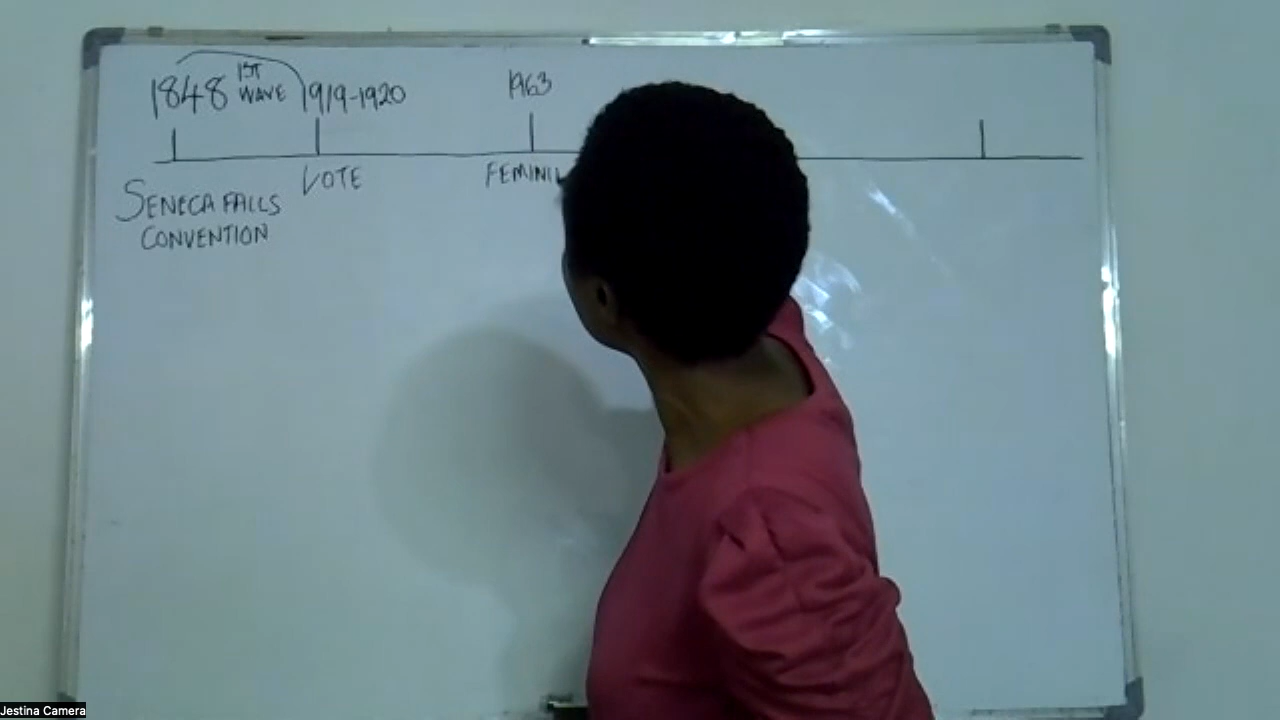 1848 1ST WAVE 1919-1920 1963
VOTE
SENECA FALLS
CONVENTION
Jestina Camera